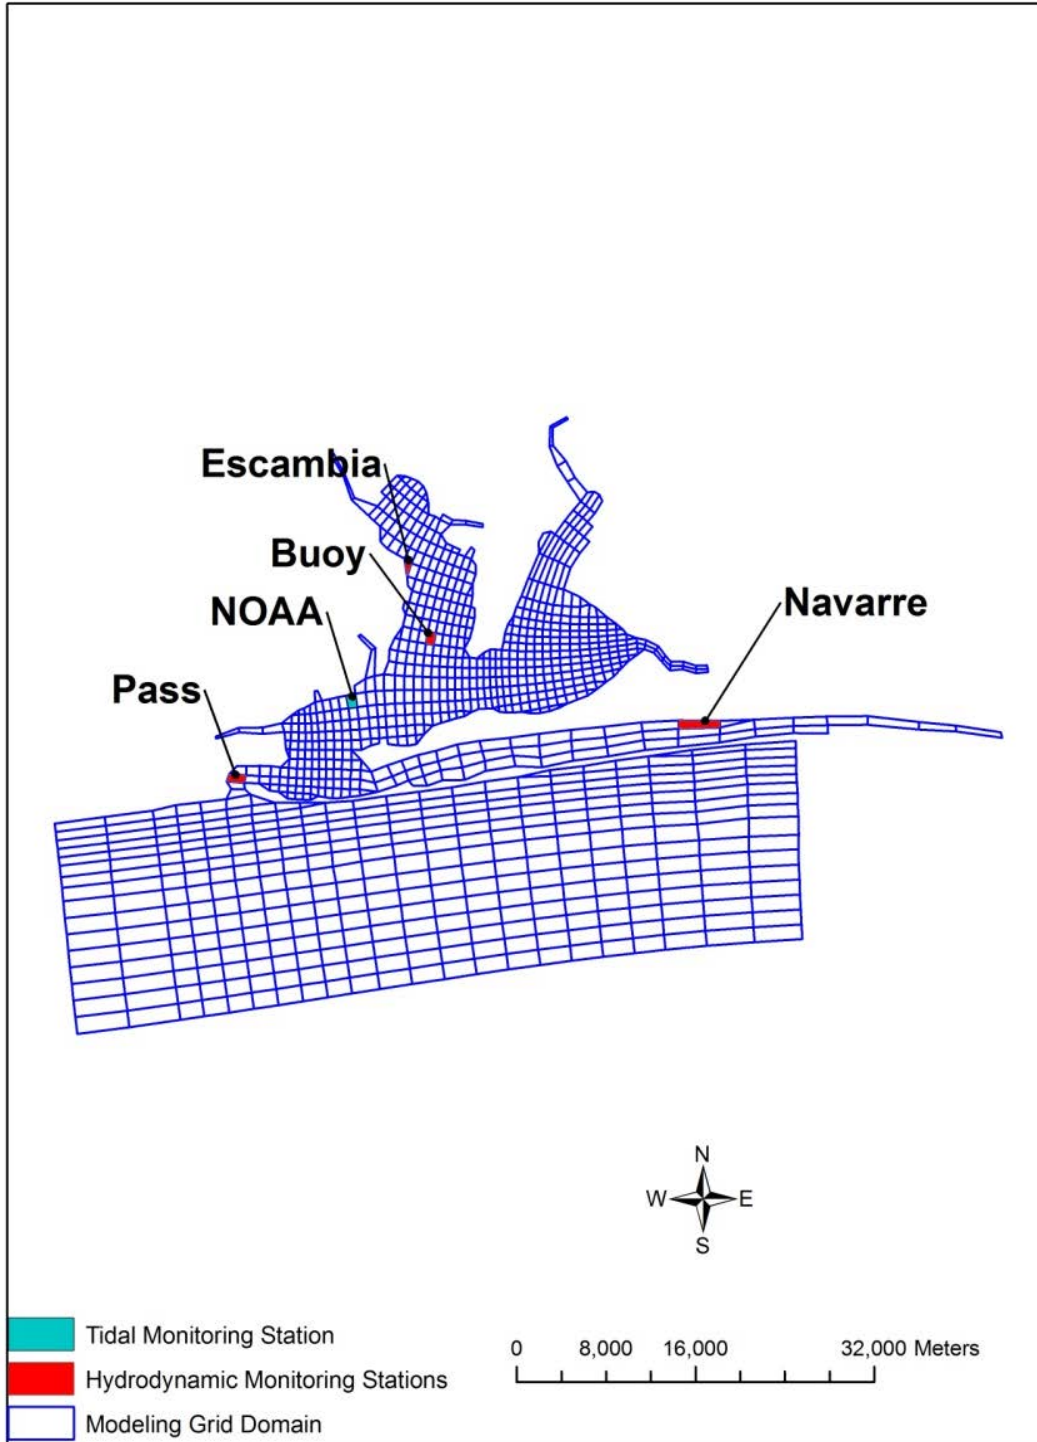 Escambia
Buoy
NOAA
Navarre
Pass
N
W E
S
Tidal Monitoring Station
Hydrodynamic Monitoring Stations
Modeling Grid Domain
0 8,000 16,000 32,000 Meters